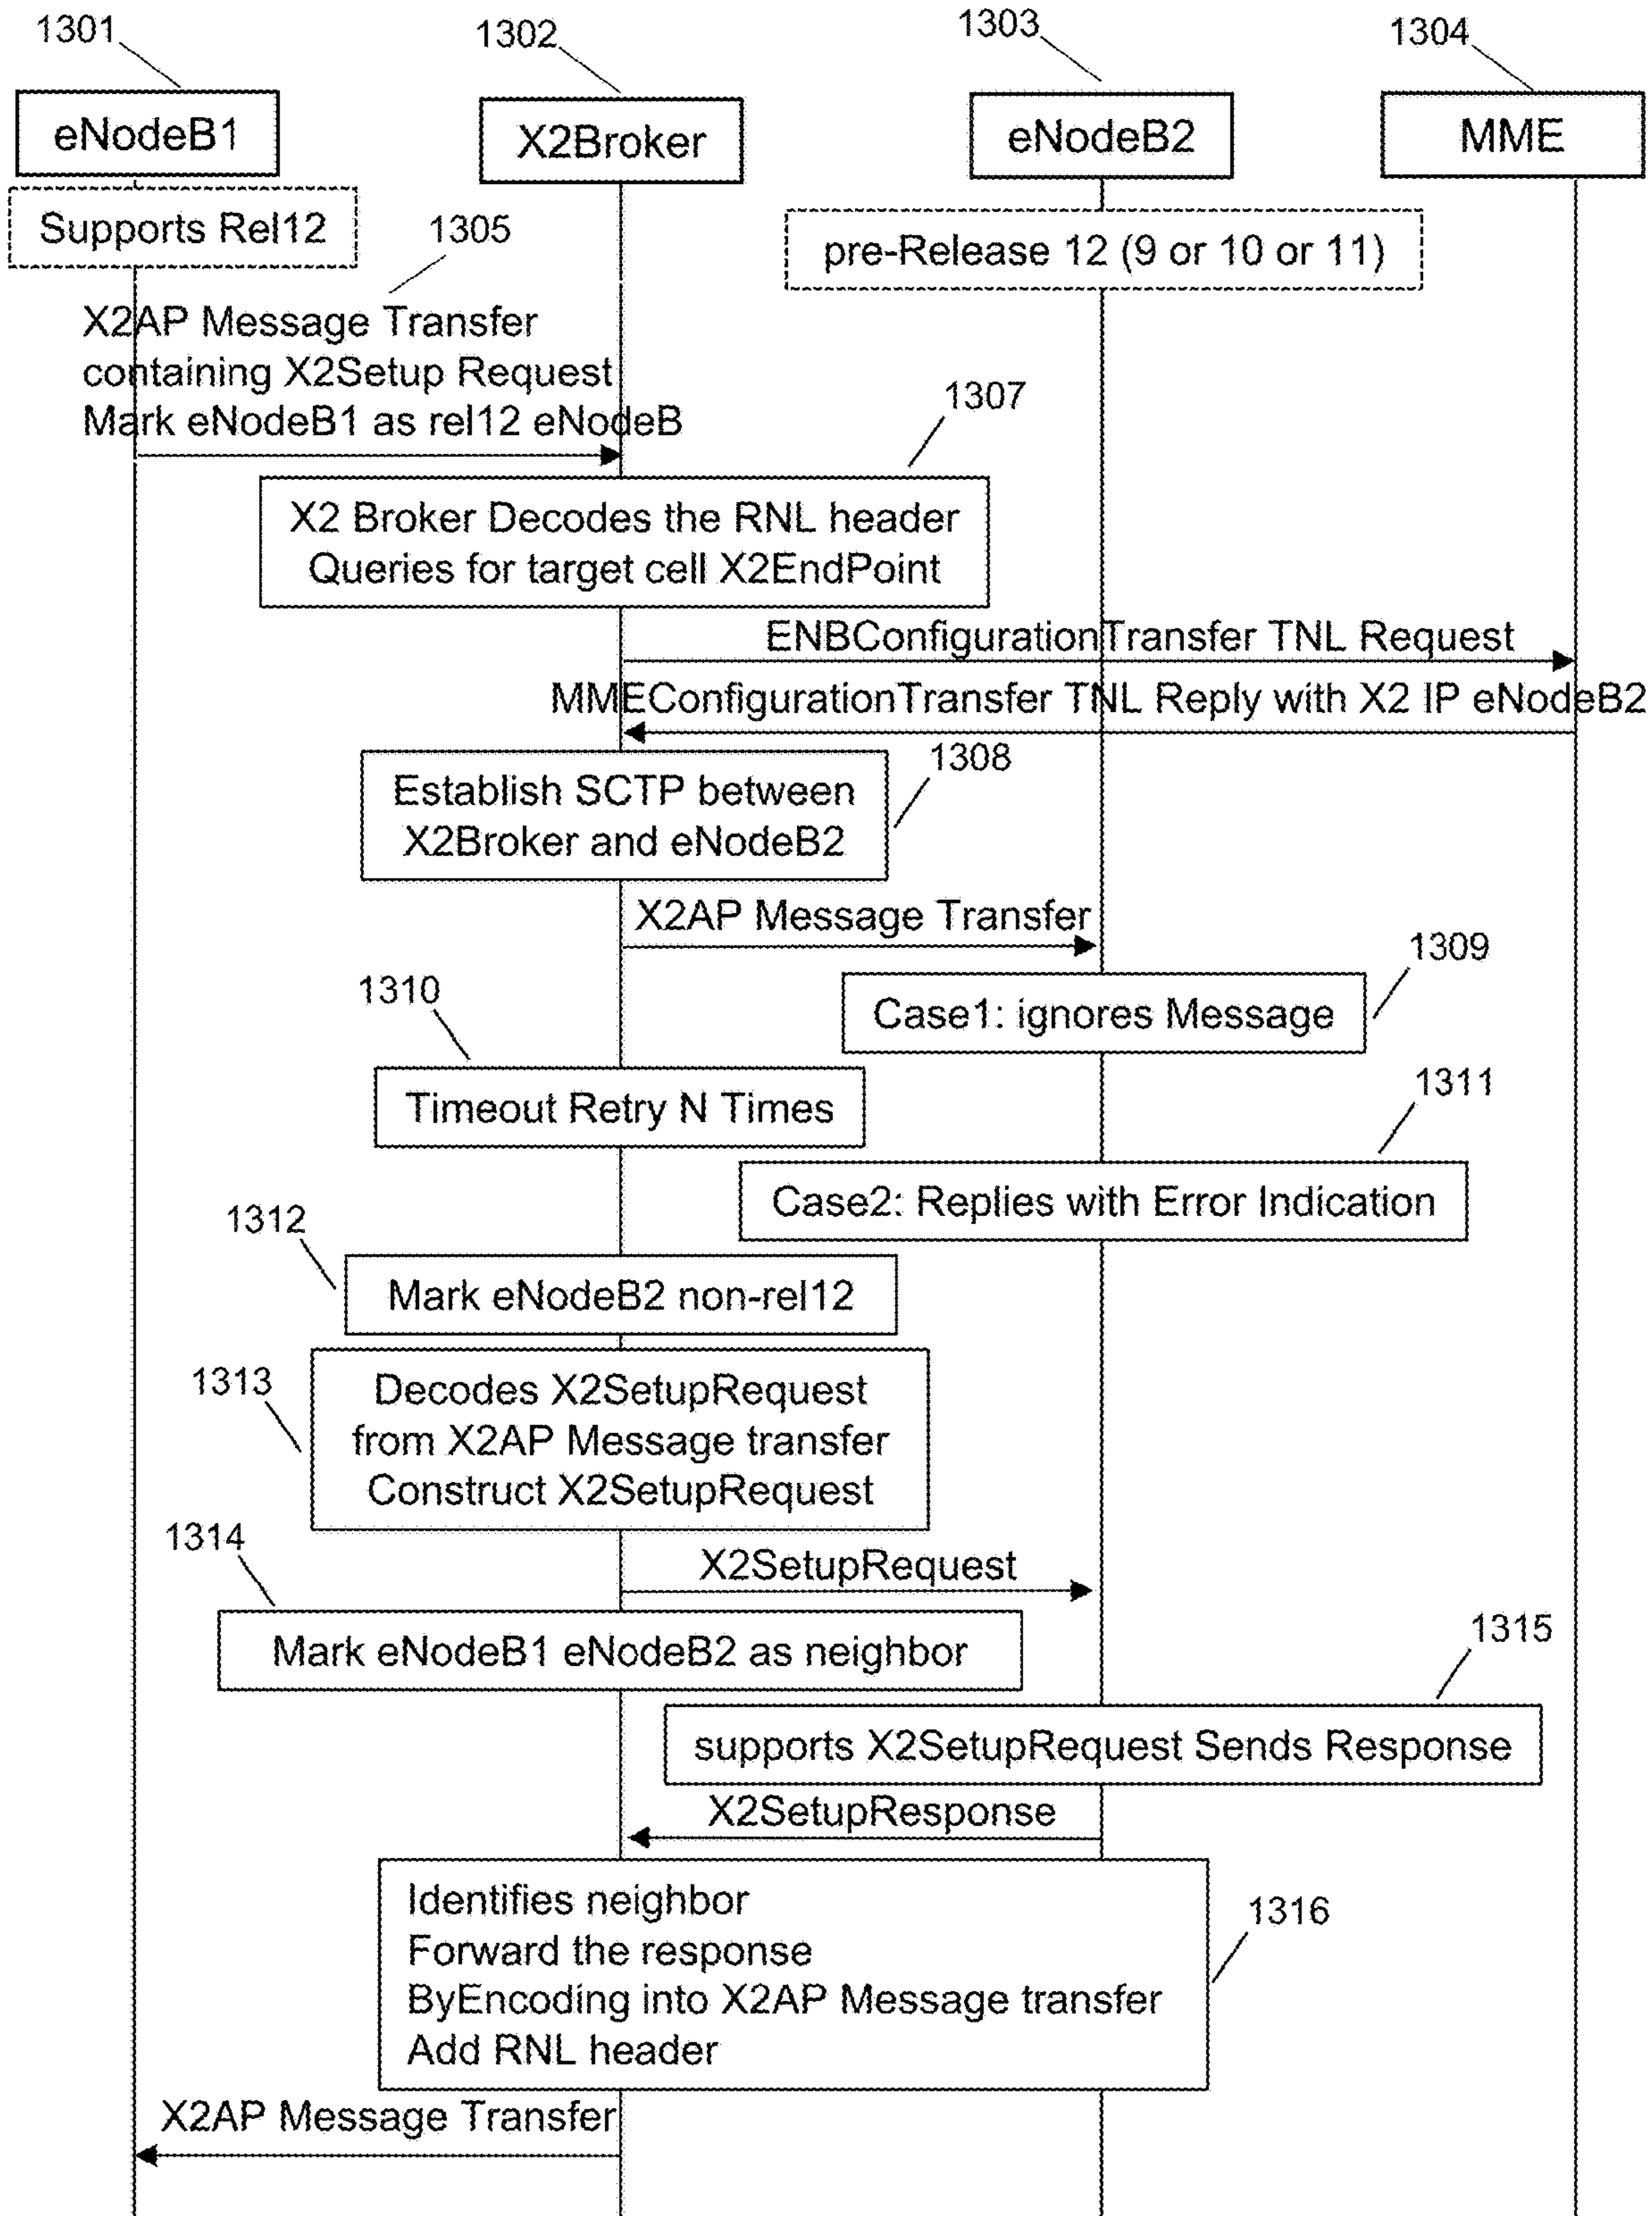 1301
1302
1303
1304
eNodeB1
X2Broker
eNodeB2
MME
Supports Rel12
1305
pre-Release 12 (9 or 10 or 11)
X2AP Message Transfer
containing X2Setup Request
Mark eNodeB1 as rel12 eNodeB
1307
X2 Broker Decodes the RNL header
Queries for target cell X2EndPoint
ENBConfigurationTransfer TNL Request
MMEConfigurationTransfer TNL Reply with X2 IP eNodeB2
1308
Establish SCTP between
X2Broker and eNodeB2
X2AP Message Transfer
1309
Case1: ignores Message
1310
Timeout Retry N Times
1311
Case2: Replies with Error Indication
1312
Mark eNodeB2 non-rel12
1313
Decodes X2SetupRequest
from X2AP Message transfer
Construct X2SetupRequest
1314
X2SetupRequest
Mark eNodeB1 eNodeB2 as neighbor
1315
supports X2SetupRequest Sends Response
X2SetupResponse
Identifies neighbor
Forward the response
ByEncoding into X2AP Message transfer
Add RNL header
1316
X2AP Message Transfer